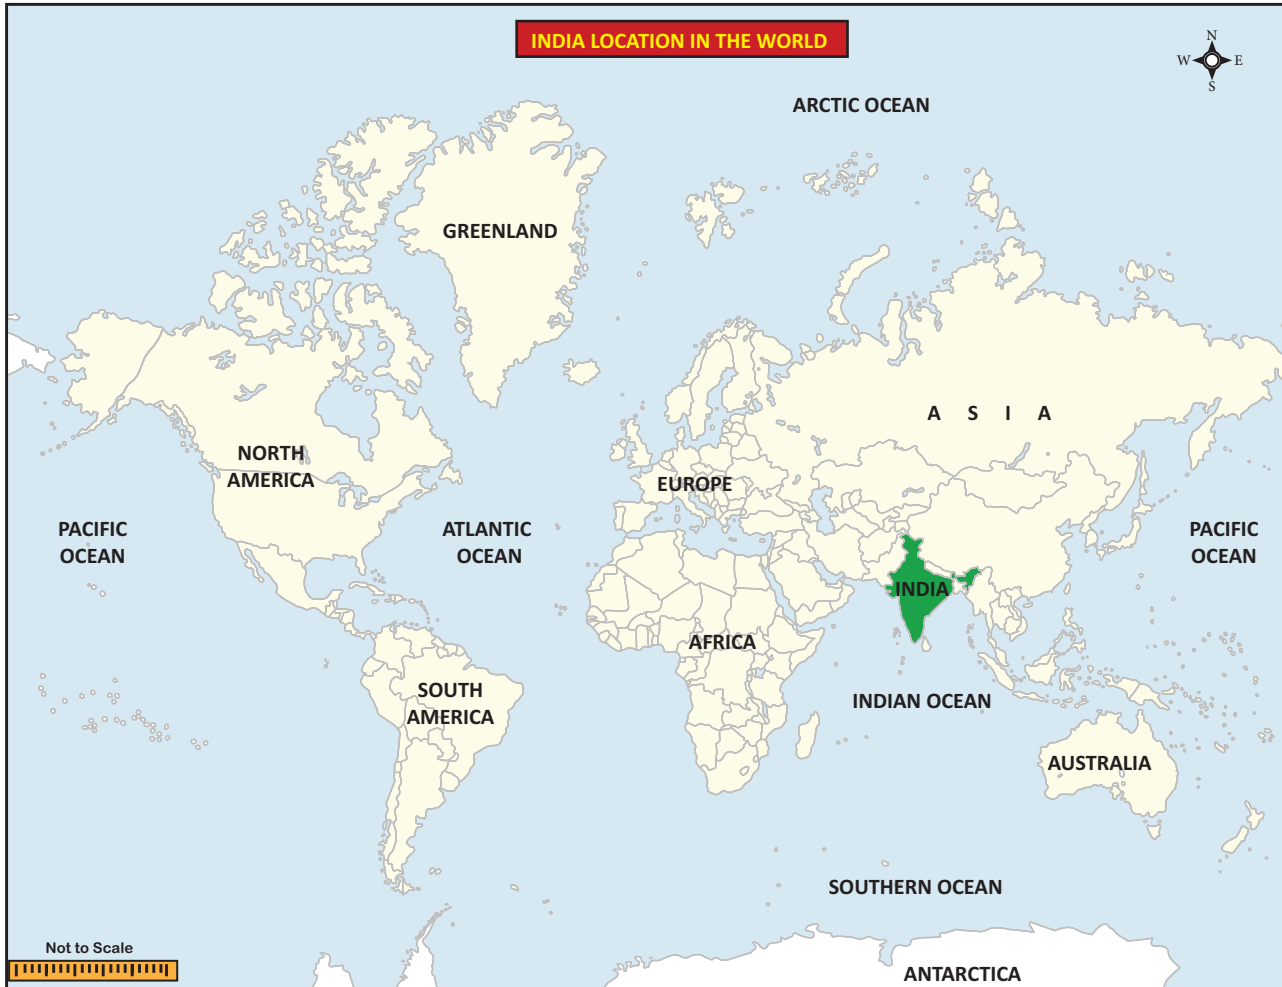 INDIA LOCATION IN THE WORLD
N
W
E
S
ARCTIC OCEAN
GREENLAND
A S I A
NORTH
AMERICA
EUROPE
PACIFIC
OCEAN
ATLANTIC
OCEAN
PACIFIC
OCEAN
INDIA
AFRICA
SOUTH
AMERICA
INDIAN OCEAN
AUSTRALIA
SOUTHERN OCEAN
Not to Scale
ANTARCTICA